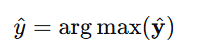 ŷ = arg max(𝐲̂)